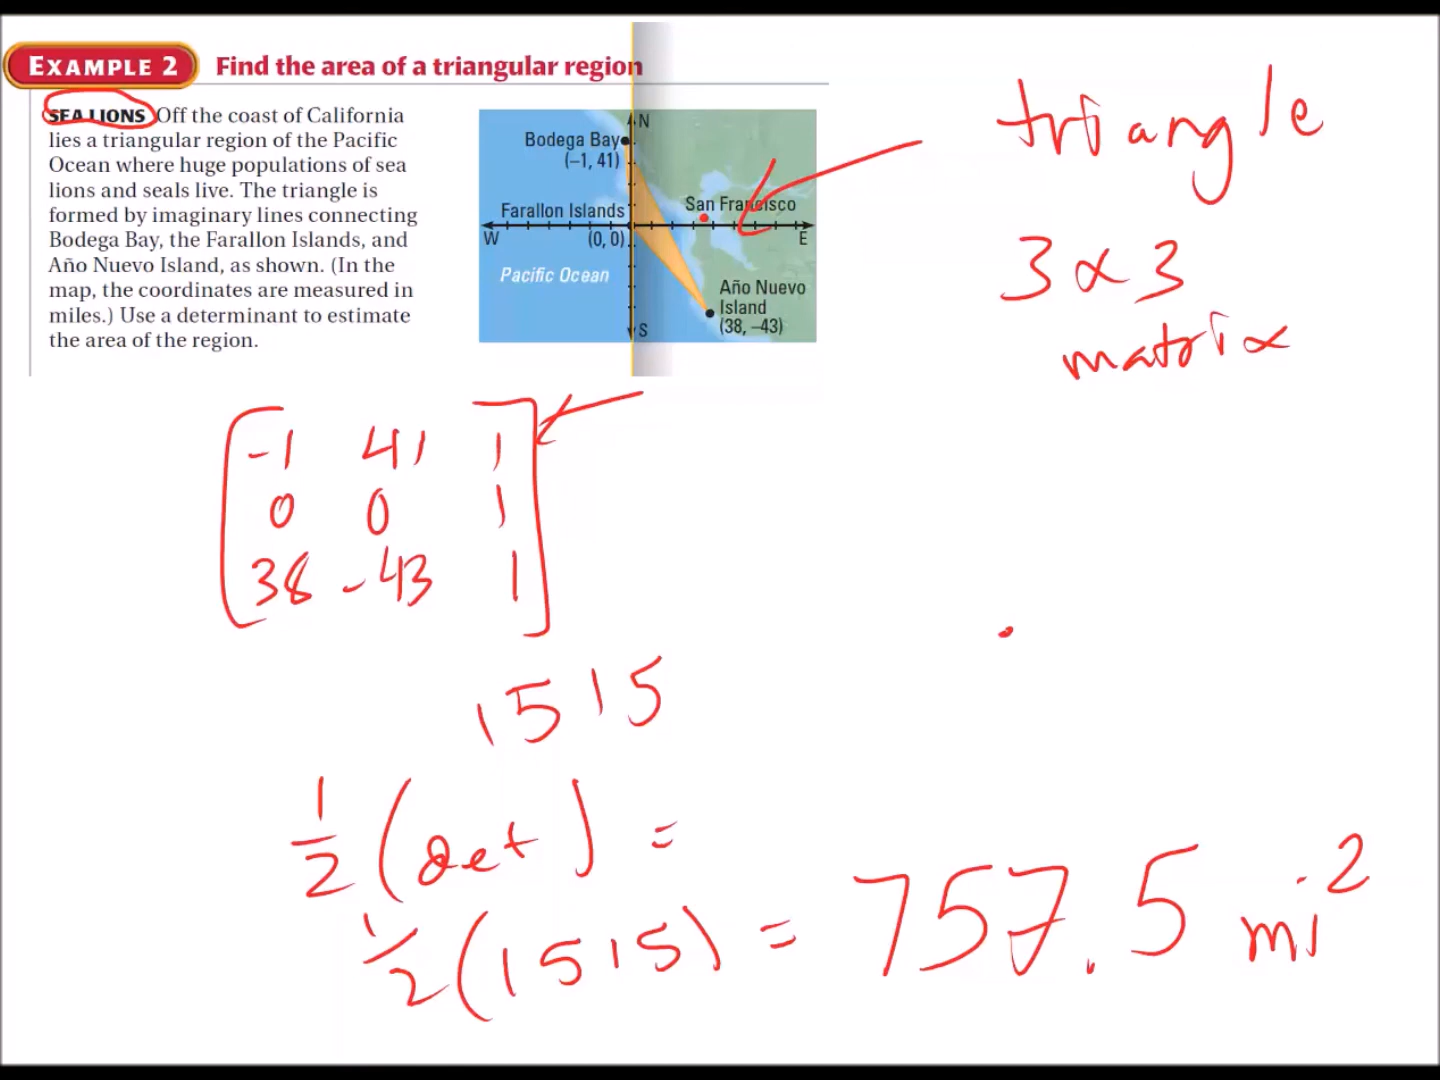 EXAMPLE 2 Find the area of a triangular region
SEA LIONS Off the coast of California
lies a triangular region of the Pacific
Ocean where huge populations of sea
lions and seals live. The triangle is
formed by imaginary lines connecting
Bodega Bay, the Farallon Islands, and
Año Nuevo Island, as shown. (In the
map, the coordinates are measured in
miles.) Use a determinant to estimate
the area of the region.
N
Bodega Bay
(−1, 41)
San Francisco
Farallon Islands
W
(0, 0)
E
Pacific Ocean
Año Nuevo
Island
(38, −43)
S
triangle
3 x 3
matrix
-1 41 1
0 0 1
38 -43 1
1515
1/2 (det) =
1/2 (1515) = 757.5 mi²